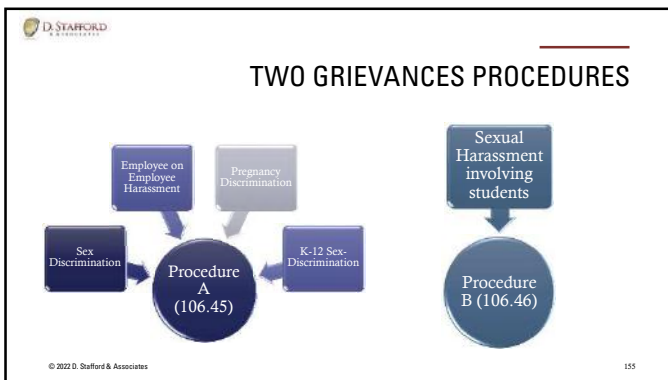 D. STAFFORD
& ASSOCIATES
TWO GRIEVANCES PROCEDURES
Employee on
Employee
Harassment
Pregnancy
Discrimination
Sex
Discrimination
K-12 Sex-
Discrimination
Procedure
A
(106.45)
Sexual
Harassment
involving
students
Procedure
B (106.46)
© 2022 D. Stafford & Associates
155